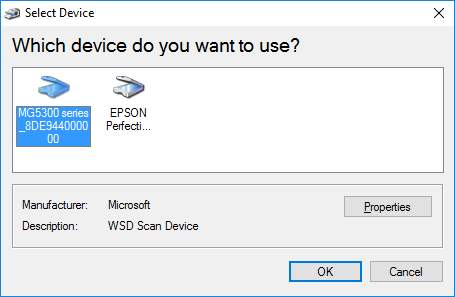 Select Device
Which device do you want to use?
MG5300 series
_8DE9440000
00
EPSON
Perfecti...
Manufacturer: Microsoft
Properties
Description: WSD Scan Device
OK
Cancel